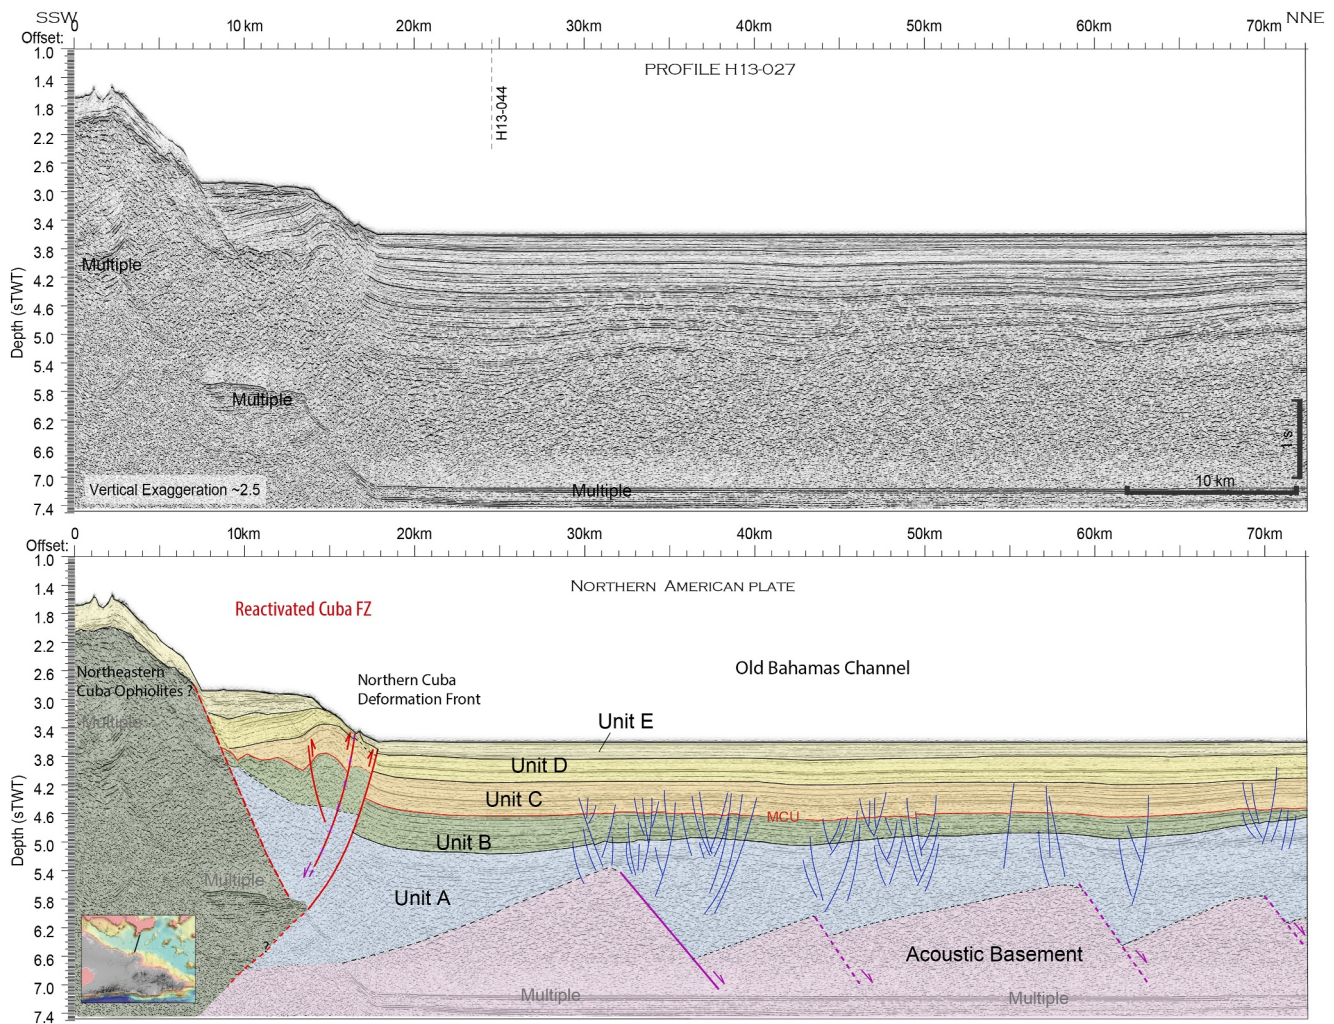 SSW
NNE
Offset:
0 10km 20km 30km 40km 50km 60km 70km
PROFILE H13-027
H13-044
Depth (sTWT)
1.0
1.4
1.8
2.2
2.6
3.0
3.4
3.8
4.2
4.6
5.0
5.4
5.8
6.2
6.6
7.0
7.4
Multiple
Multiple
Multiple
Vertical Exaggeration ~2.5
1 s
10 km
Offset:
0 10km 20km 30km 40km 50km 60km 70km
NORTHERN AMERICAN PLATE
Reactivated Cuba FZ
Old Bahamas Channel
Northeastern
Cuba Ophiolites ?
Northern Cuba
Deformation Front
Depth (sTWT)
1.0
1.4
1.8
2.2
2.6
3.0
3.4
3.8
4.2
4.6
5.0
5.4
5.8
6.2
6.6
7.0
7.4
Multiple
Unit E
Unit D
Unit C
MCU
Unit B
Multiple
Unit A
?
Acoustic Basement
Multiple
Multiple